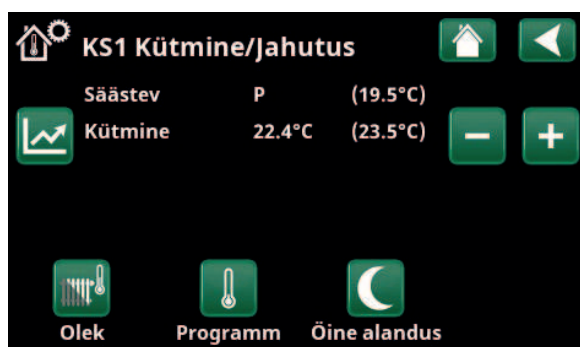 KS1 Kütmine/Jahutus
Säästev P (19.5°C)
Kütmine 22.4°C (23.5°C)
Olek Programm Öine alandus